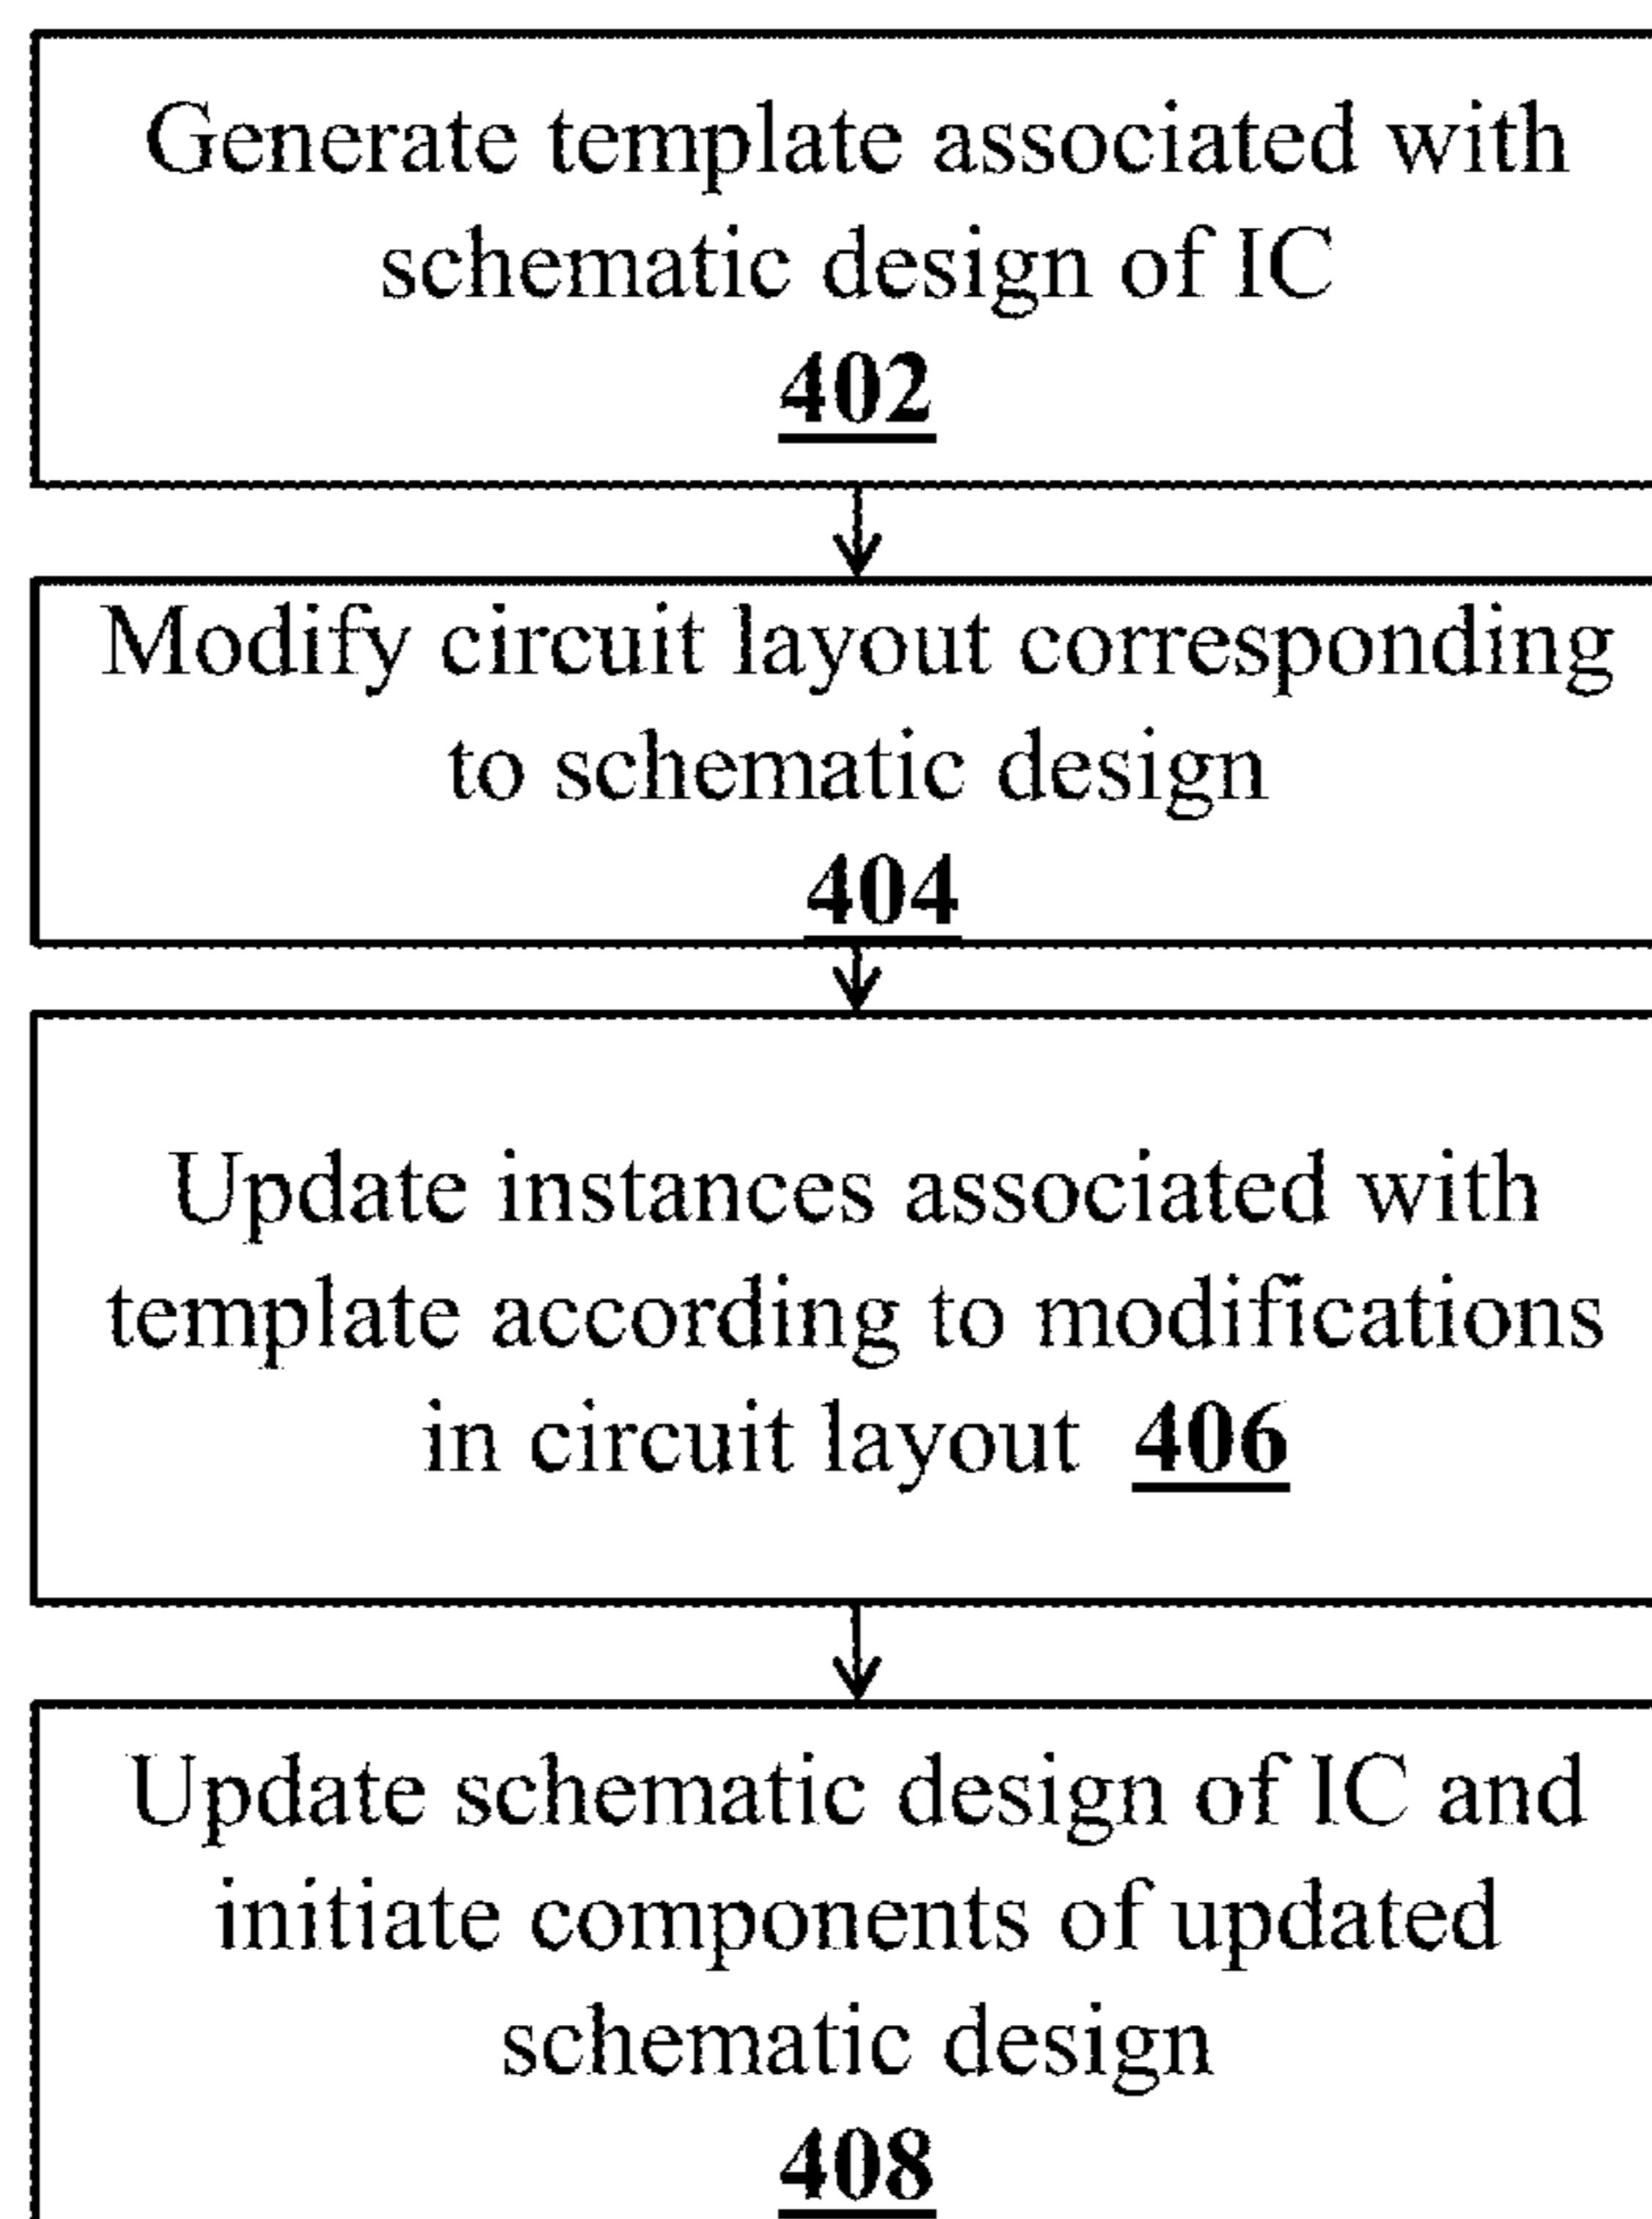 Generate template associated with
schematic design of IC
402
Modify circuit layout corresponding
to schematic design
404
Update instances associated with
template according to modifications
in circuit layout 406
Update schematic design of IC and
initiate components of updated
schematic design
408